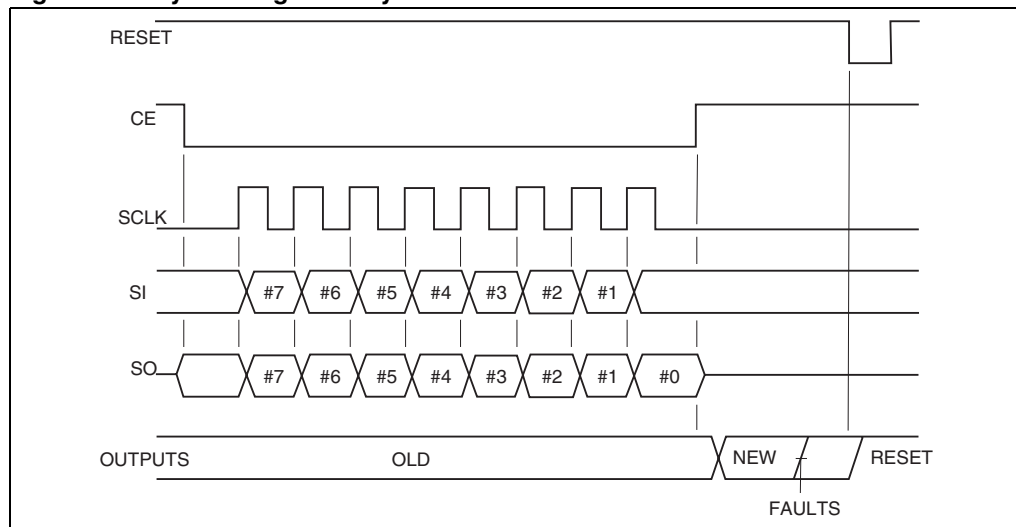 RESET
CE
SCLK
SI #7 #6 #5 #4 #3 #2 #1
SO #7 #6 #5 #4 #3 #2 #1 #0
OUTPUTS OLD NEW RESET
FAULTS